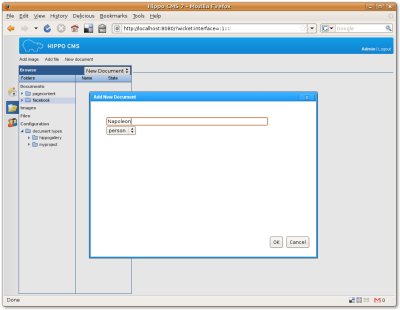 Hippo CMS 7 - Mozilla Firefox
File Edit View History Delicious Bookmarks Tools Help
http://localhost:8080/?wicket:interface=:1:::
Google
HIPPO CMS
Admin | Logout
Add image Add file New document
Browse
New Document
Folders Name State
Documents
pagecontent
facebook
Images
Files
Configuration
document types
hippogallery
myproject
Add New Document
Napoleon
person
OK Cancel
Done
0